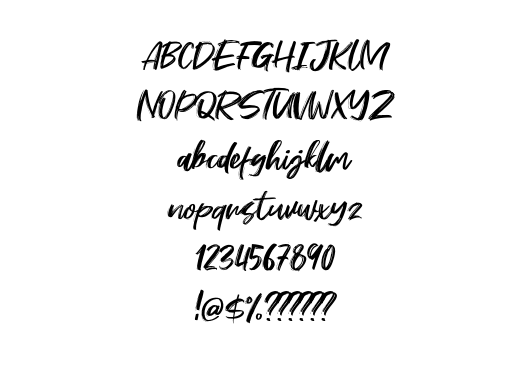 ABCDEFGHIJKLM
NOPQRSTUVWXYZ
abcdefghijklm
nopqrstuvwxyz
1234567890
!@$%??????